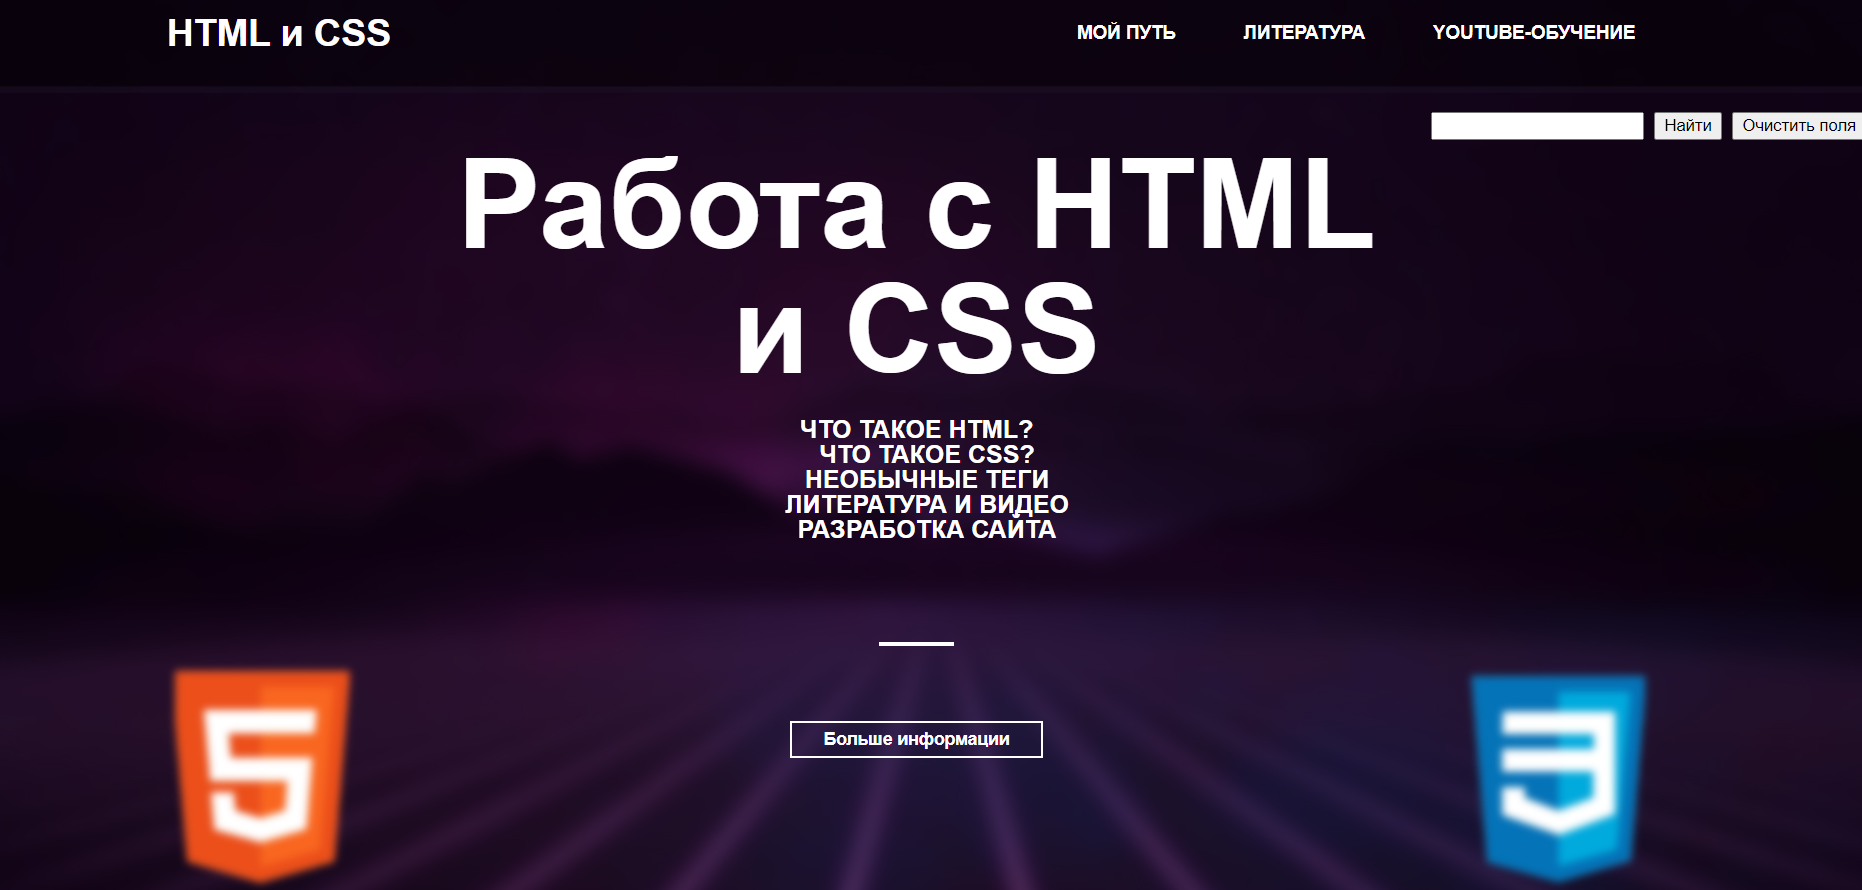 HTML и CSS
МОЙ ПУТЬ
ЛИТЕРАТУРА
YOUTUBE-ОБУЧЕНИЕ
Найти
Очистить поля
Работа с HTML
и CSS
ЧТО ТАКОЕ HTML?
ЧТО ТАКОЕ CSS?
НЕОБЫЧНЫЕ ТЕГИ
ЛИТЕРАТУРА И ВИДЕО
РАЗРАБОТКА САЙТА
Больше информации
5
3